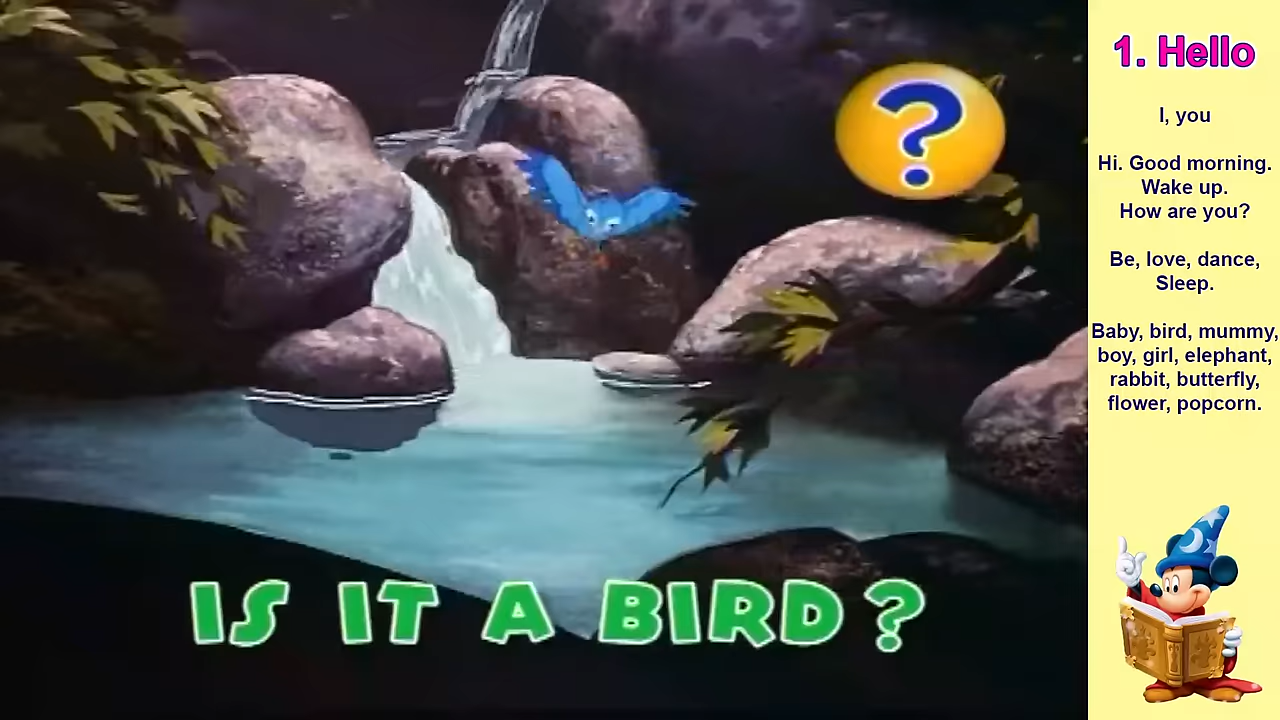 ?
IS IT A BIRD?
1. Hello
I, you
Hi. Good morning.
Wake up.
How are you?
Be, love, dance,
Sleep.
Baby, bird, mummy,
boy, girl, elephant,
rabbit, butterfly,
flower, popcorn.